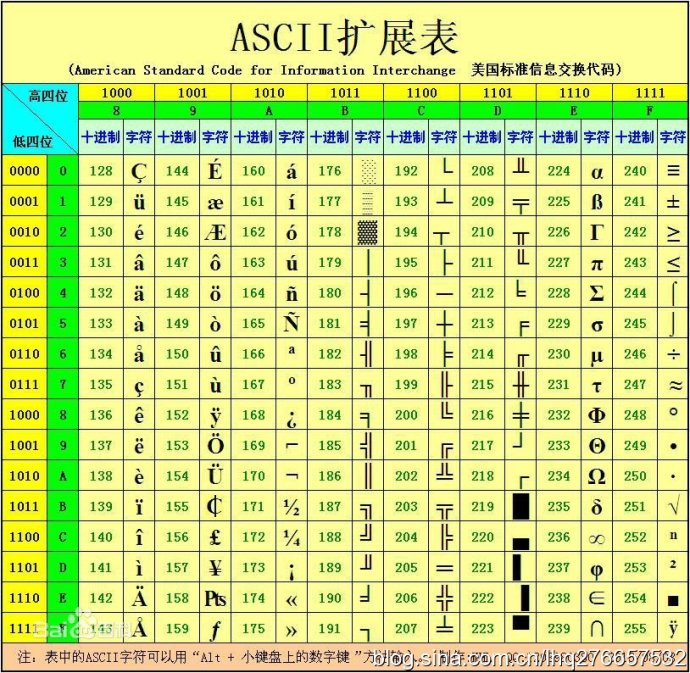 ASCII扩展表
(American Standard Code for Information Interchange 美国标准信息交换代码)
高四位 1000 1001 1010 1011 1100 1101 1110 1111
8 9 A B C D E F
低四位 十进制 字符 十进制 字符 十进制 字符 十进制 字符 十进制 字符 十进制 字符 十进制 字符 十进制 字符
0000 0 128 Ç 144 É 160 á 176 ░ 192 └ 208 ╨ 224 α 240 ≡
0001 1 129 ü 145 æ 161 í 177 ▒ 193 ┴ 209 ╤ 225 ß 241 ±
0010 2 130 é 146 Æ 162 ó 178 ▓ 194 ┬ 210 ╥ 226 Γ 242 ≥
0011 3 131 â 147 ô 163 ú 179 │ 195 ├ 211 ╙ 227 π 243 ≤
0100 4 132 ä 148 ö 164 ñ 180 ┤ 196 ─ 212 ╘ 228 Σ 244 ⌠
0101 5 133 à 149 ò 165 Ñ 181 ╡ 197 ┼ 213 ╒ 229 σ 245 ⌡
0110 6 134 å 150 û 166 ª 182 ╢ 198 ╞ 214 ╓ 230 µ 246 ÷
0111 7 135 ç 151 ù 167 º 183 ╖ 199 ╟ 215 ╫ 231 τ 247 ≈
1000 8 136 ê 152 ÿ 168 ¿ 184 ╕ 200 ╚ 216 ╪ 232 Φ 248 °
1001 9 137 ë 153 Ö 169 ⌐ 185 ╣ 201 ╔ 217 ┘ 233 Θ 249 •
1010 A 138 è 154 Ü 170 ¬ 186 ║ 202 ╩ 218 ┌ 234 Ω 250 ·
1011 B 139 ï 155 ₵ 171 ½ 187 ╗ 203 ╦ 219 █ 235 δ 251 √
1100 C 140 î 156 £ 172 ¼ 188 ╝ 204 ╠ 220 ▄ 236 ∞ 252 ⁿ
1101 D 141 ì 157 ¥ 173 ¡ 189 ╜ 205 ═ 221 ▌ 237 φ 253 ²
1110 E 142 Ä 158 ₧ 174 « 190 ╛ 206 ╬ 222 ▐ 238 ∈ 254 ■
1111 Å 159 ƒ 175 » 191 ┐ 207 ╧ 223 ▀ 239 ∩ 255 ÿ
Baidu百科
注:表中的ASCII字符可以用“Alt + 小键盘上的数字键”
blog.sina.com.cn/lhrq276657532